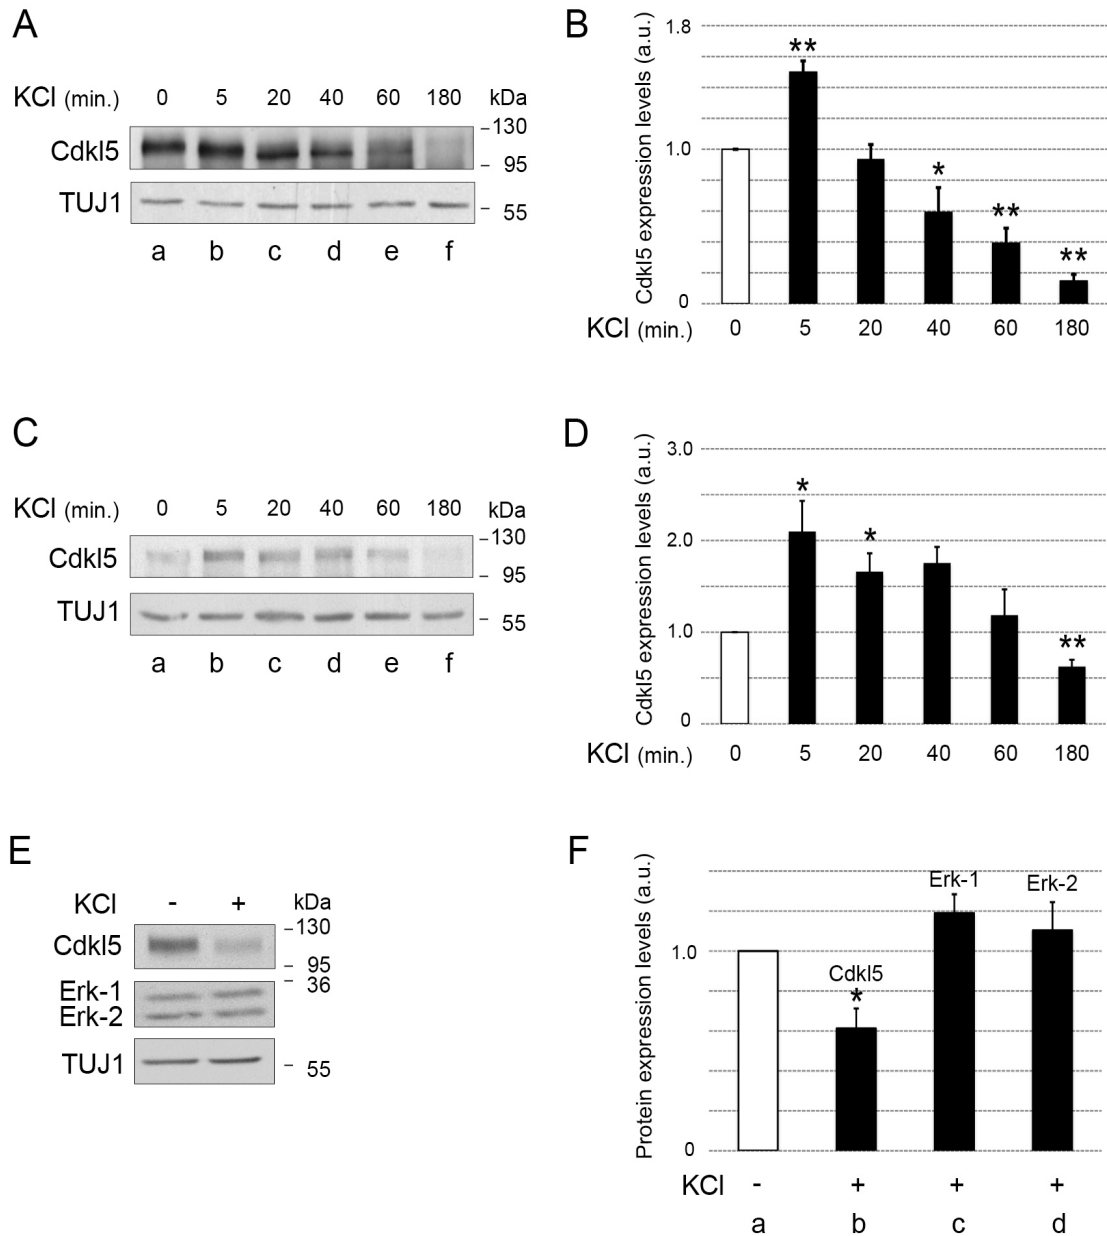 A
KCl (min.) 0 5 20 40 60 180 kDa
Cdkl5
130
95
TUJ1
55
a b c d e f
B
Cdkl5 expression levels (a.u.)
1.8
1.0
0
**
*
**
**
KCl (min.) 0 5 20 40 60 180
C
KCl (min.) 0 5 20 40 60 180 kDa
Cdkl5
130
95
TUJ1
55
a b c d e f
D
Cdkl5 expression levels (a.u.)
3.0
2.0
1.0
0
*
*
**
KCl (min.) 0 5 20 40 60 180
E
KCl - + kDa
Cdkl5
130
95
Erk-1
36
Erk-2
TUJ1
55
F
Protein expression levels (a.u.)
1.0
0
Cdkl5
*
Erk-1
Erk-2
KCl - + + +
a b c d